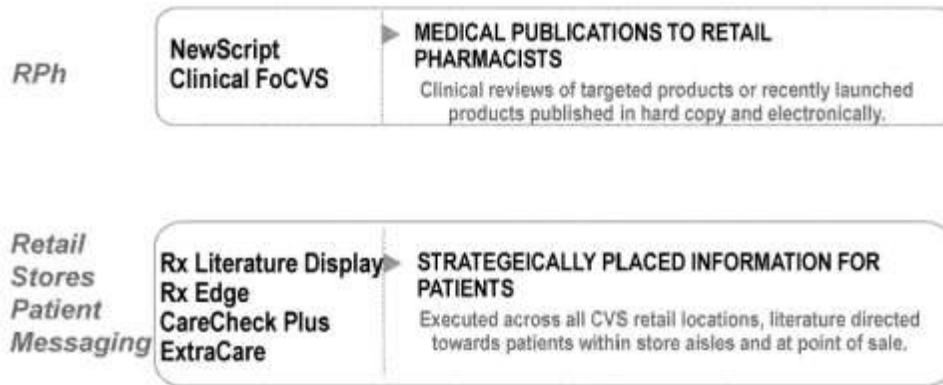 RPh
NewScript
Clinical FoCVS
MEDICAL PUBLICATIONS TO RETAIL
PHARMACISTS
Clinical reviews of targeted products or recently launched
products published in hard copy and electronically.
Retail
Stores
Patient
Messaging
Rx Literature Display
Rx Edge
CareCheck Plus
ExtraCare
STRATEGEICALLY PLACED INFORMATION FOR
PATIENTS
Executed across all CVS retail locations, literature directed
towards patients within store aisles and at point of sale.